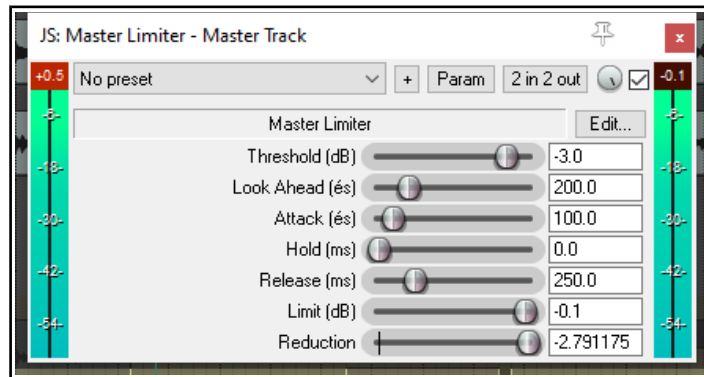 JS: Master Limiter - Master Track
x
+0.5 No preset + Param 2 in 2 out -0.1
-6- -6-
Master Limiter Edit...
Threshold (dB) -3.0
-18- -18-
Look Ahead (és) 200.0
Attack (és) 100.0
-30- -30-
Hold (ms) 0.0
-42- -42-
Release (ms) 250.0
Limit (dB) -0.1
-54- -54-
Reduction -2.791175